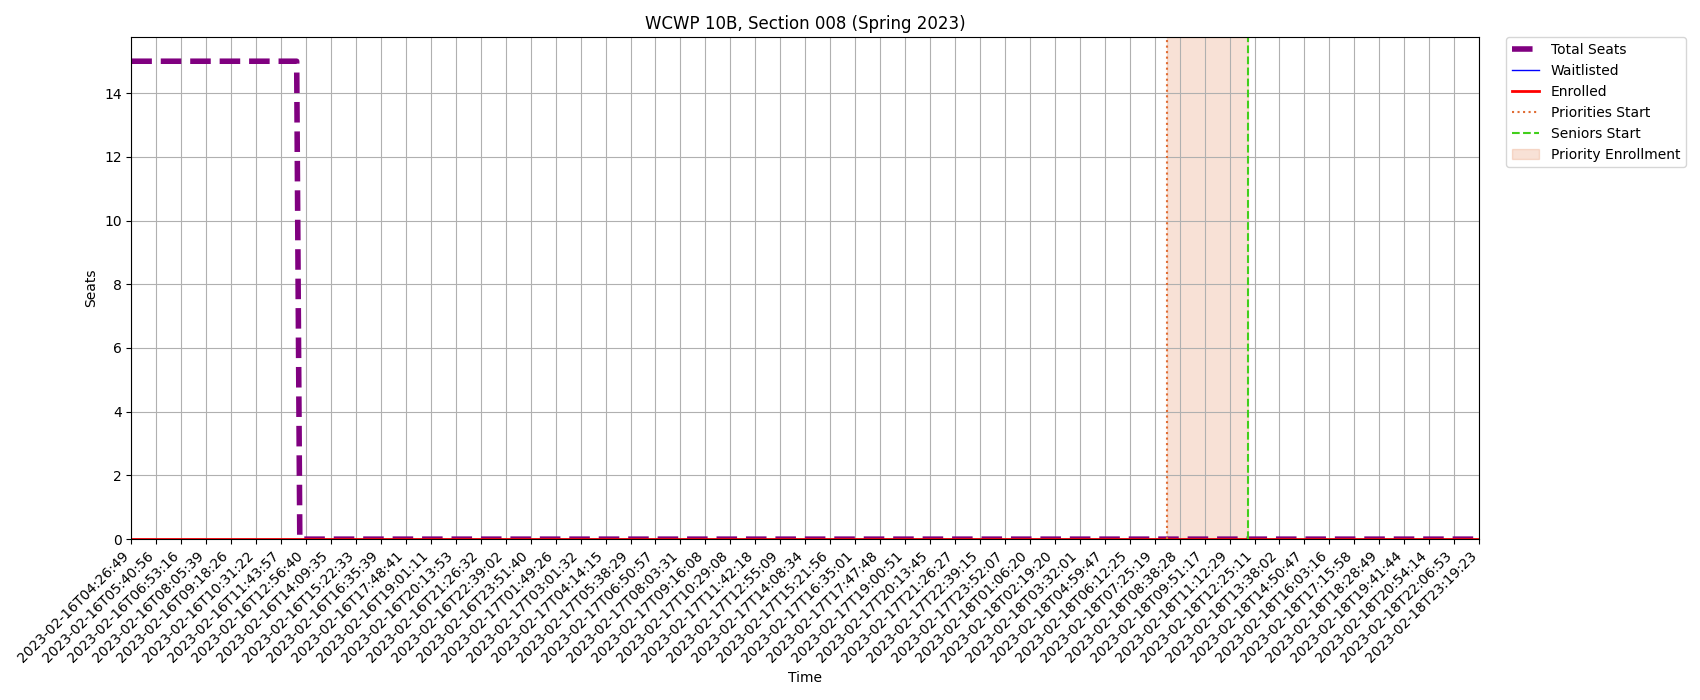 WCWP 10B, Section 008 (Spring 2023)
Total Seats
Waitlisted
Enrolled
Priorities Start
Seniors Start
Priority Enrollment
Seats
14
12
10
8
6
4
2
0
2023-02-16T04:26:49
2023-02-16T05:40:56
2023-02-16T06:53:16
2023-02-16T08:05:39
2023-02-16T09:18:26
2023-02-16T10:31:22
2023-02-16T11:43:57
2023-02-16T12:56:40
2023-02-16T14:09:35
2023-02-16T15:22:33
2023-02-16T16:35:39
2023-02-16T17:48:41
2023-02-16T19:01:11
2023-02-16T20:13:53
2023-02-16T21:26:32
2023-02-16T22:39:02
2023-02-16T23:51:40
2023-02-17T01:49:26
2023-02-17T03:01:32
2023-02-17T04:14:15
2023-02-17T05:38:29
2023-02-17T06:50:57
2023-02-17T08:03:31
2023-02-17T09:16:08
2023-02-17T10:29:08
2023-02-17T11:42:18
2023-02-17T12:55:09
2023-02-17T14:08:34
2023-02-17T15:21:56
2023-02-17T16:35:01
2023-02-17T17:47:48
2023-02-17T19:00:51
2023-02-17T20:13:45
2023-02-17T21:26:27
2023-02-17T22:39:15
2023-02-17T23:52:07
2023-02-18T01:06:20
2023-02-18T02:19:20
2023-02-18T03:32:01
2023-02-18T04:59:47
2023-02-18T06:12:25
2023-02-18T07:25:19
2023-02-18T08:38:28
2023-02-18T09:51:17
2023-02-18T11:12:29
2023-02-18T12:25:11
2023-02-18T13:38:02
2023-02-18T14:50:47
2023-02-18T16:03:16
2023-02-18T17:15:58
2023-02-18T18:28:49
2023-02-18T19:41:44
2023-02-18T20:54:14
2023-02-18T22:06:53
2023-02-18T23:19:23
Time